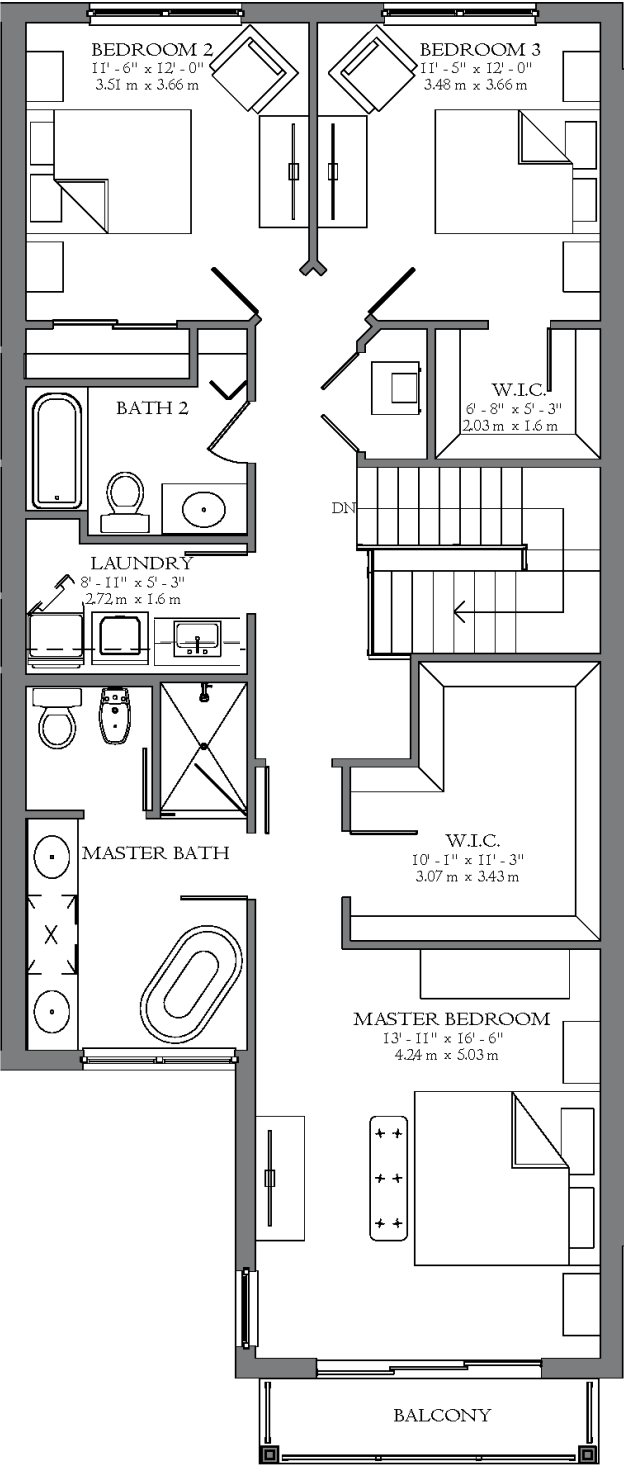 BEDROOM 2
11' - 6" x 12' - 0"
3.51 m x 3.66 m
BEDROOM 3
11' - 5" x 12' - 0"
3.48 m x 3.66 m
W.I.C.
6' - 8" x 5' - 3"
2.03 m x 1.6 m
BATH 2
DN
LAUNDRY
8' - 11" x 5' - 3"
2.72 m x 1.6 m
MASTER BATH
W.I.C.
10' - 1" x 11' - 3"
3.07 m x 3.43 m
MASTER BEDROOM
13' - 11" x 16' - 6"
4.24 m x 5.03 m
BALCONY